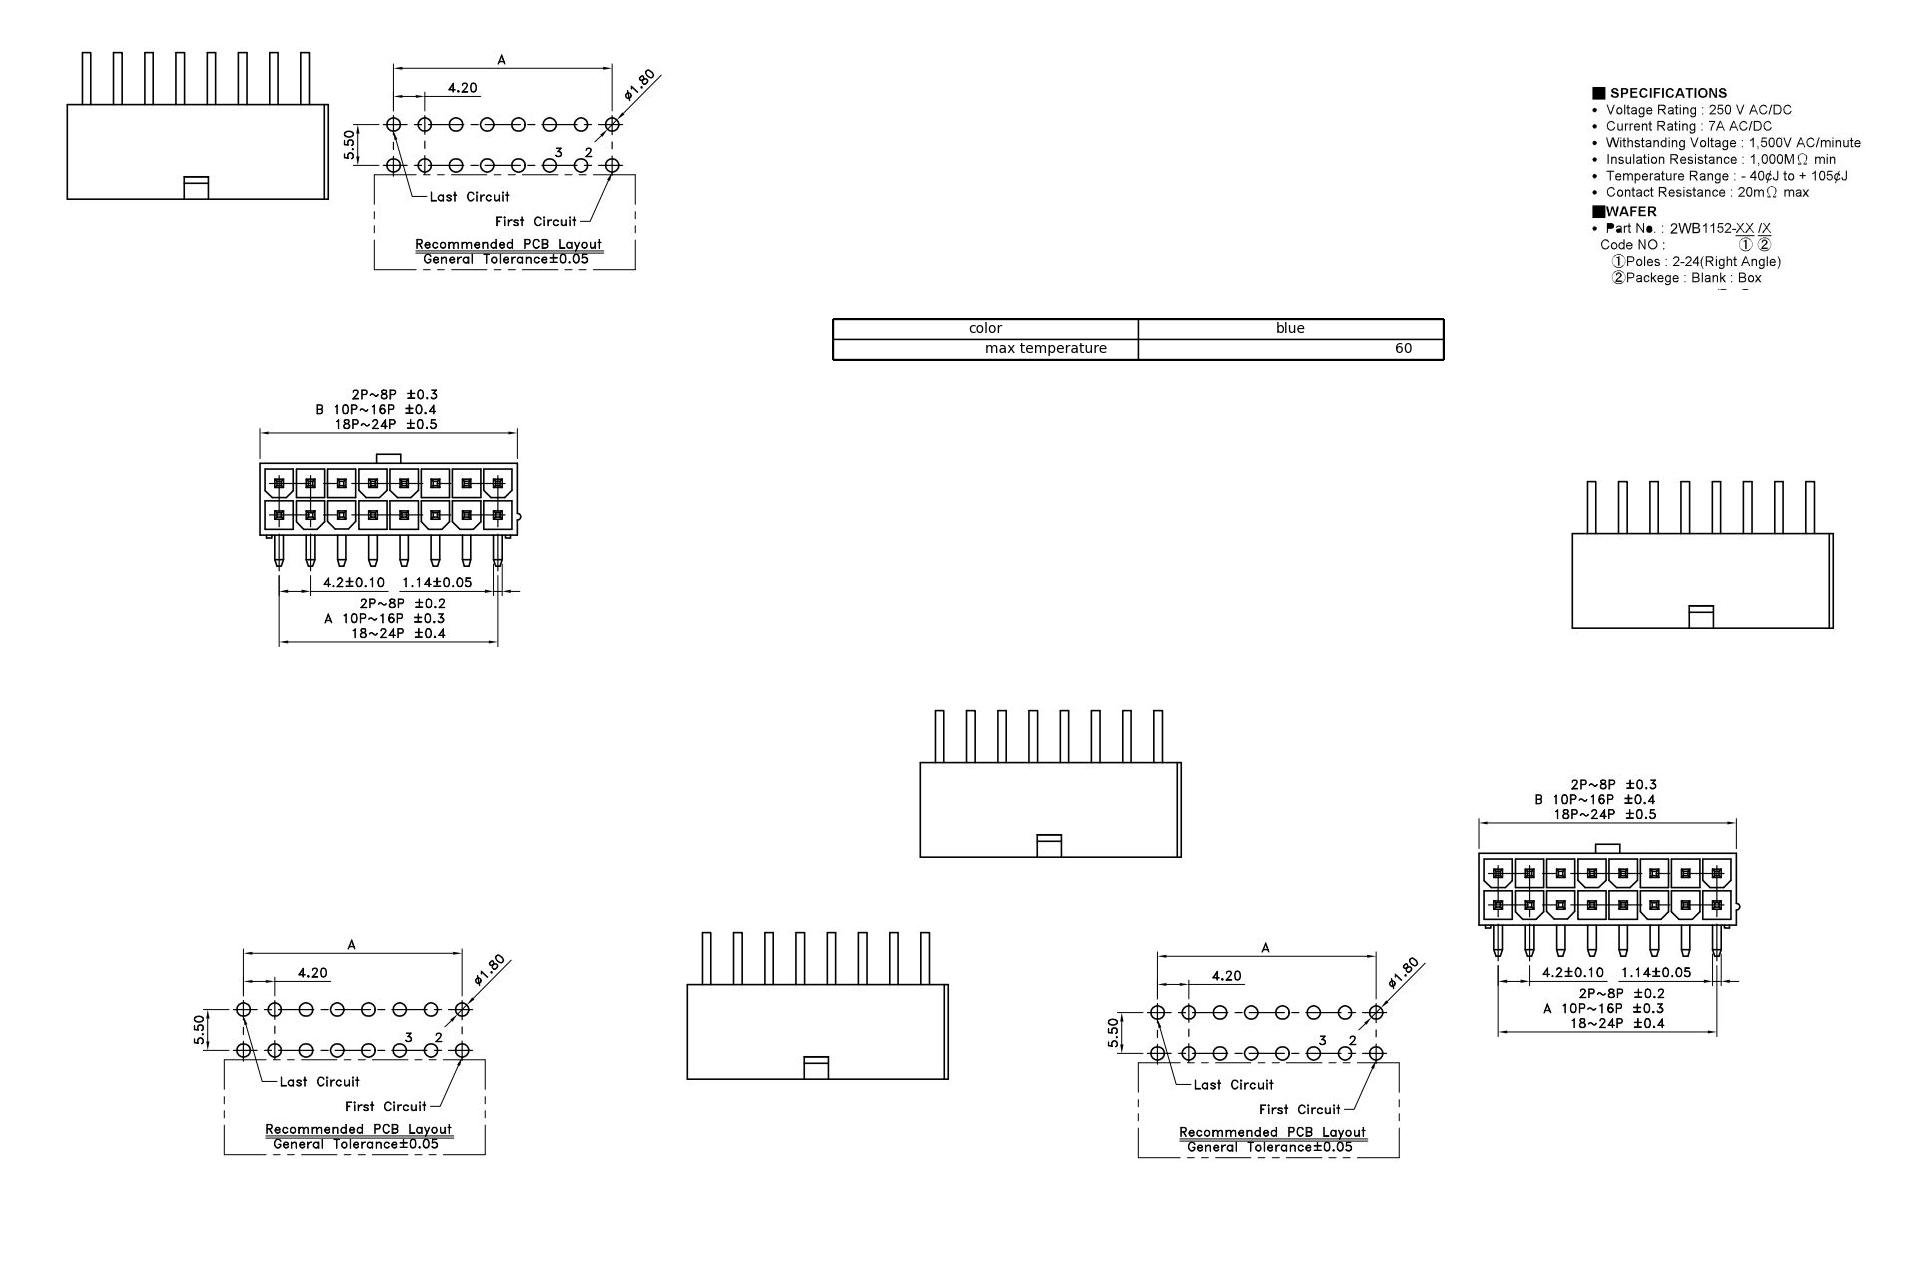 A
4.20
ø1.80
5.50
3 2
Last Circuit
First Circuit
Recommended PCB Layout
General Tolerance±0.05
■ SPECIFICATIONS
• Voltage Rating : 250 V AC/DC
• Current Rating : 7A AC/DC
• Withstanding Voltage : 1,500V AC/minute
• Insulation Resistance : 1,000MΩ min
• Temperature Range : - 40¢J to + 105¢J
• Contact Resistance : 20mΩ max
■WAFER
• Part No. : 2WB1152-XX /X
Code NO : ① ②
①Poles : 2-24(Right Angle)
②Packege : Blank : Box
color blue
max temperature 60
2P~8P ±0.3
B 10P~16P ±0.4
18P~24P ±0.5
4.2±0.10 1.14±0.05
2P~8P ±0.2
A 10P~16P ±0.3
18~24P ±0.4
2P~8P ±0.3
B 10P~16P ±0.4
18P~24P ±0.5
4.2±0.10 1.14±0.05
2P~8P ±0.2
A 10P~16P ±0.3
18~24P ±0.4
A
4.20
ø1.80
5.50
3 2
Last Circuit
First Circuit
Recommended PCB Layout
General Tolerance±0.05
A
4.20
ø1.80
5.50
3 2
Last Circuit
First Circuit
Recommended PCB Layout
General Tolerance±0.05